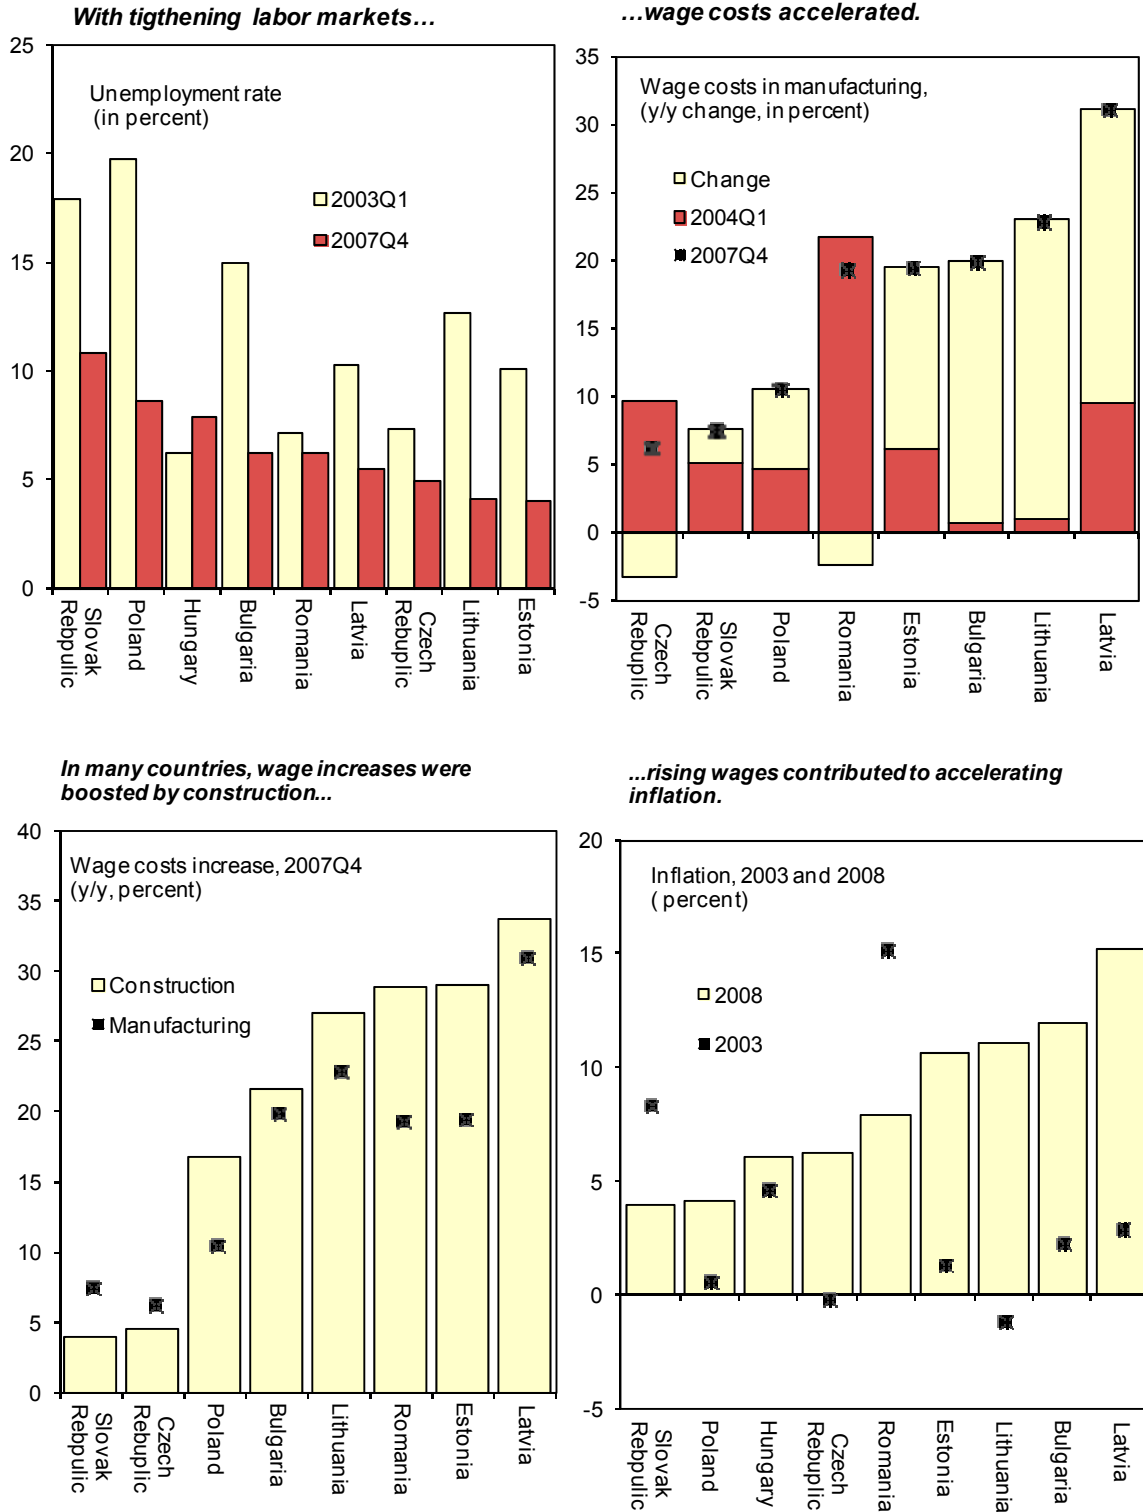 With tigthening labor markets...
25
20
15
10
5
0
Unemployment rate
(in percent)
2003Q1
2007Q4
Slovak
Rebpulic
Poland
Hungary
Bulgaria
Romania
Latvia
Czech
Rebuplic
Lithuania
Estonia
...wage costs accelerated.
35
30
25
20
15
10
5
0
-5
Wage costs in manufacturing,
(y/y change, in percent)
Change
2004Q1
2007Q4
Czech
Rebuplic
Slovak
Rebpulic
Poland
Romania
Estonia
Bulgaria
Lithuania
Latvia
In many countries, wage increases were
boosted by construction...
40
35
30
25
20
15
10
5
0
Wage costs increase, 2007Q4
(y/y, percent)
Construction
Manufacturing
Slovak
Rebpulic
Czech
Rebuplic
Poland
Bulgaria
Lithuania
Romania
Estonia
Latvia
...rising wages contributed to accelerating
inflation.
20
15
10
5
0
-5
Inflation, 2003 and 2008
( percent)
2008
2003
Slovak
Rebpulic
Poland
Hungary
Czech
Rebuplic
Romania
Estonia
Lithuania
Bulgaria
Latvia